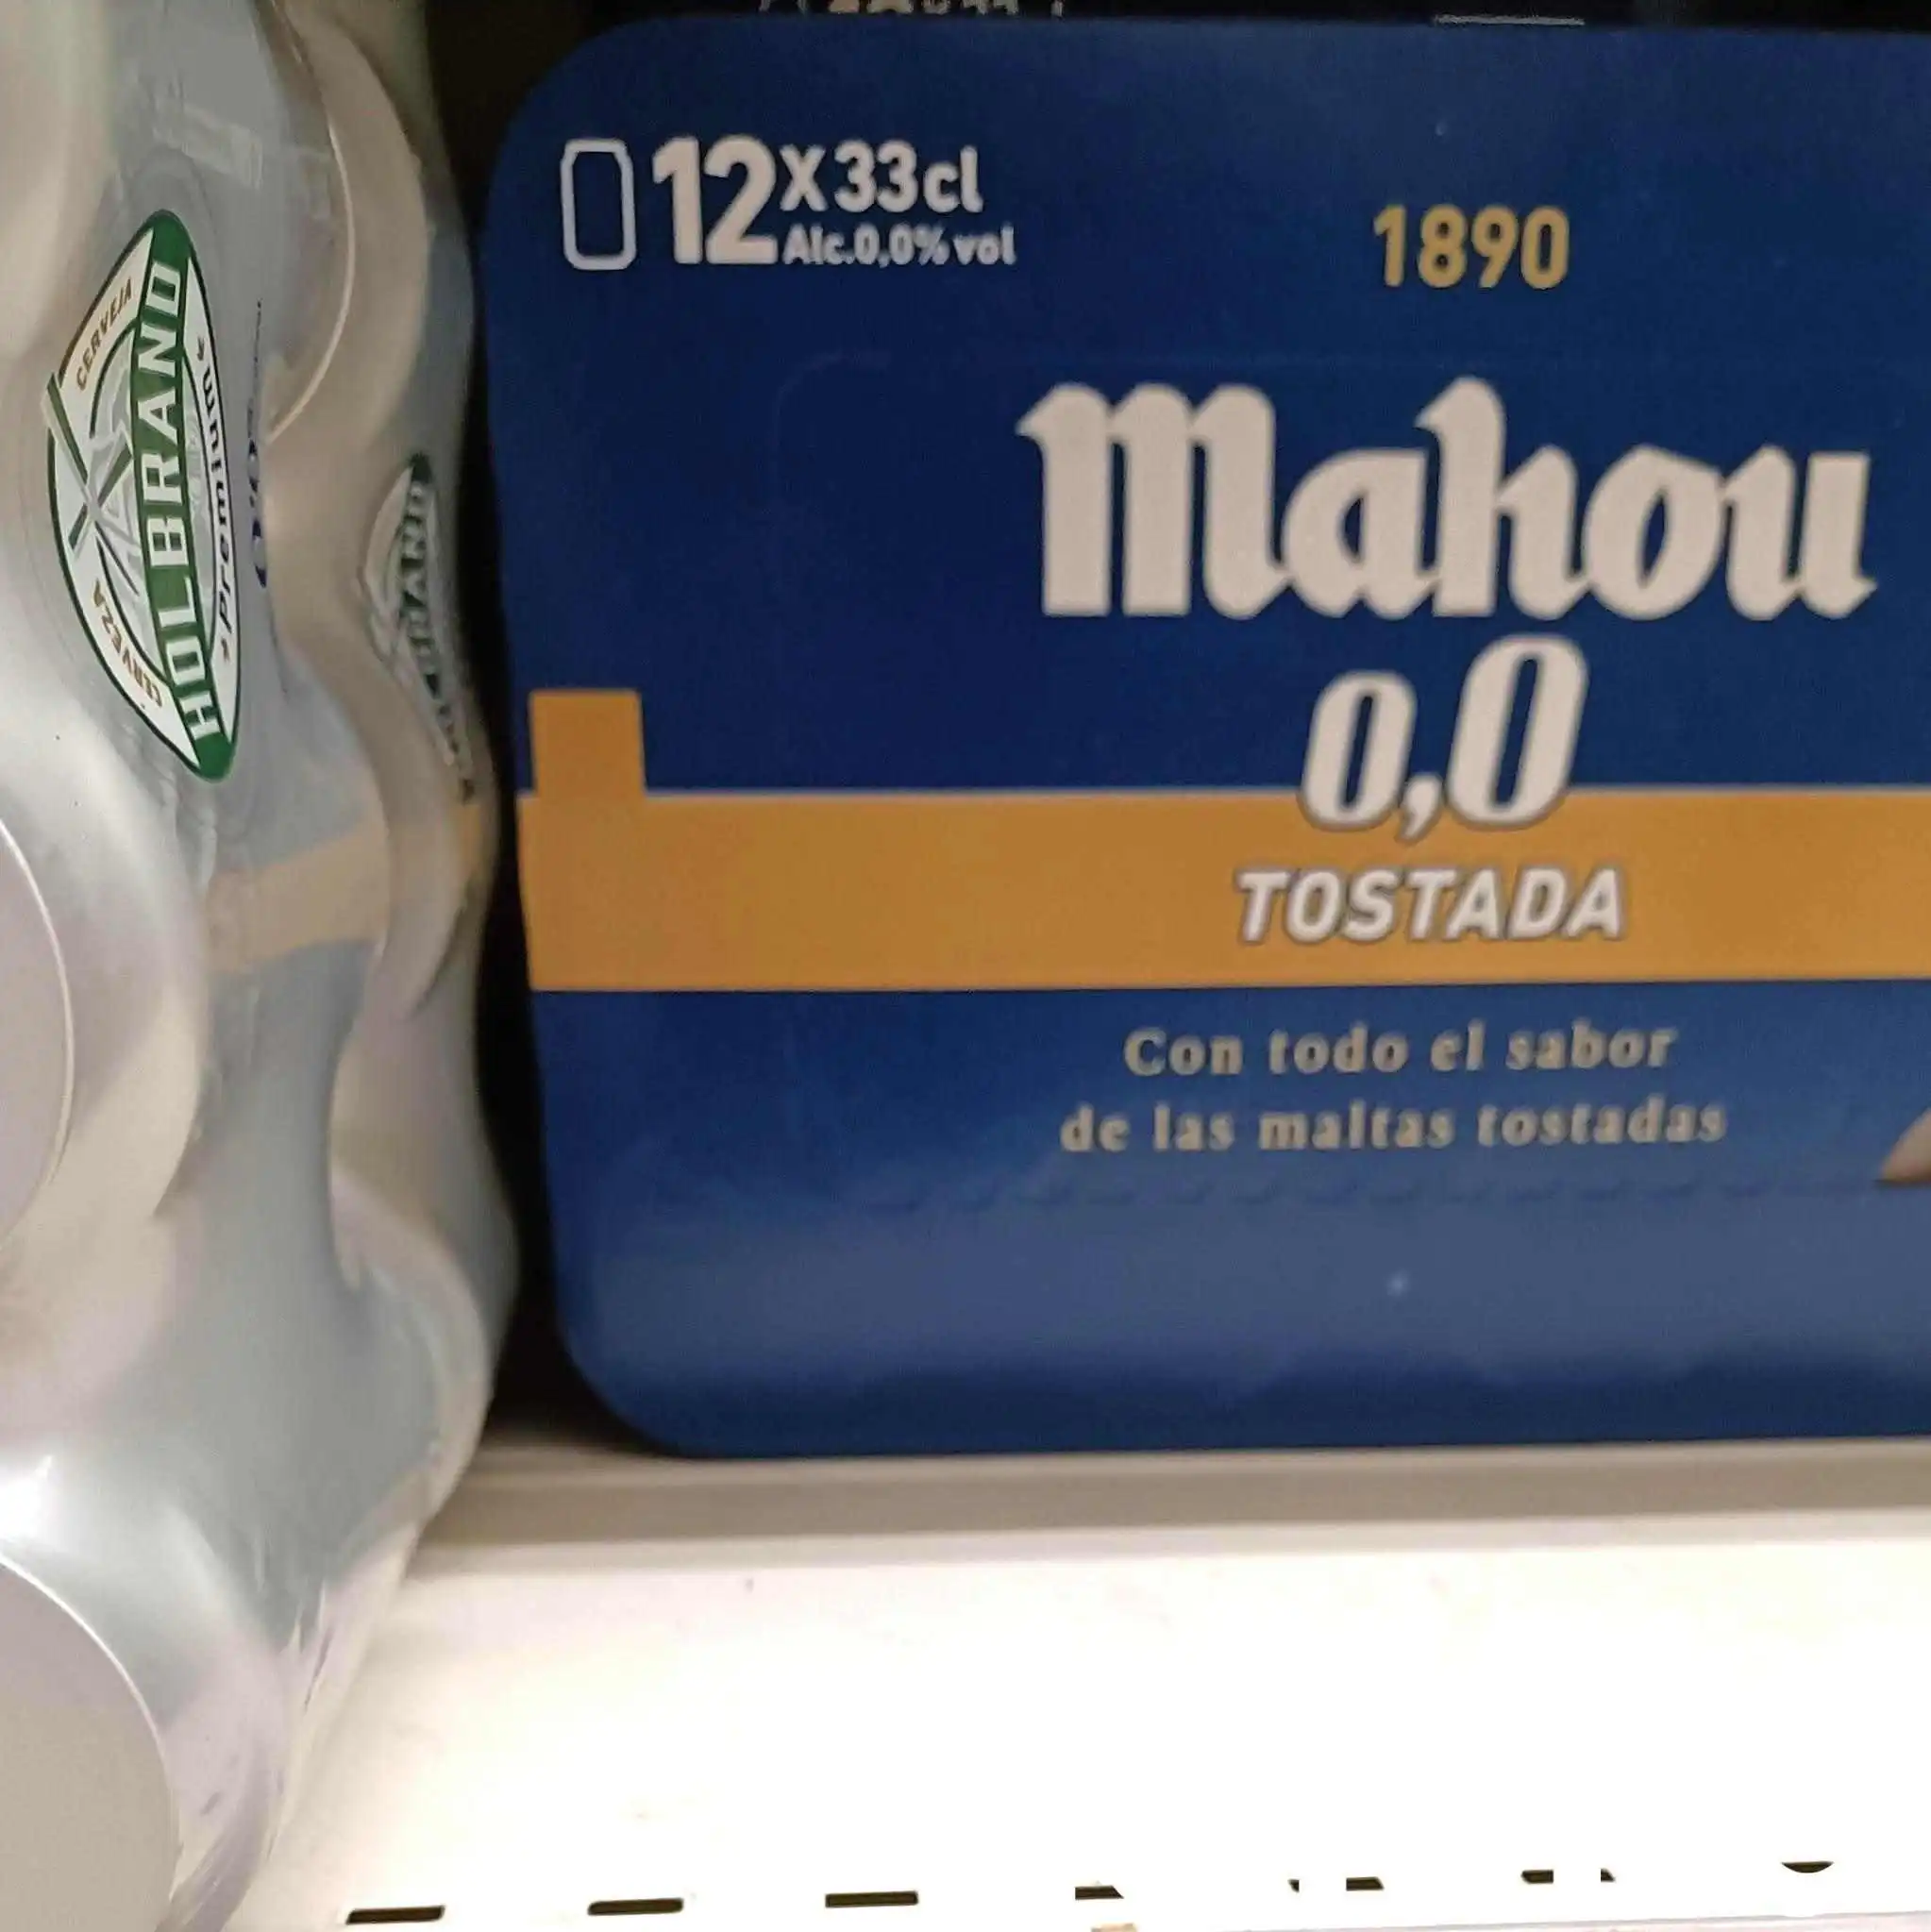 CERVEJA
HOLBRAND
Premium
CERVEZA
HOLBRAND
12 X 33cl
Alc.0,0% vol
1890
Mahou
0,0
TOSTADA
Con todo el sabor
de las maltas tostadas